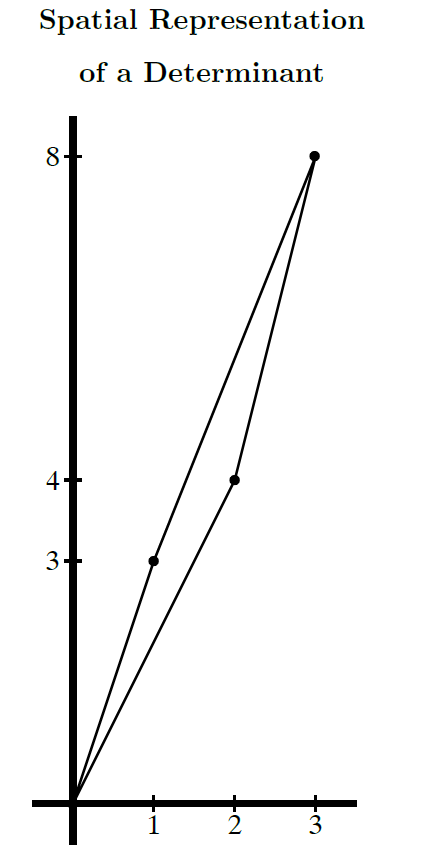 Spatial Representation
of a Determinant
8
4
3
1 2 3